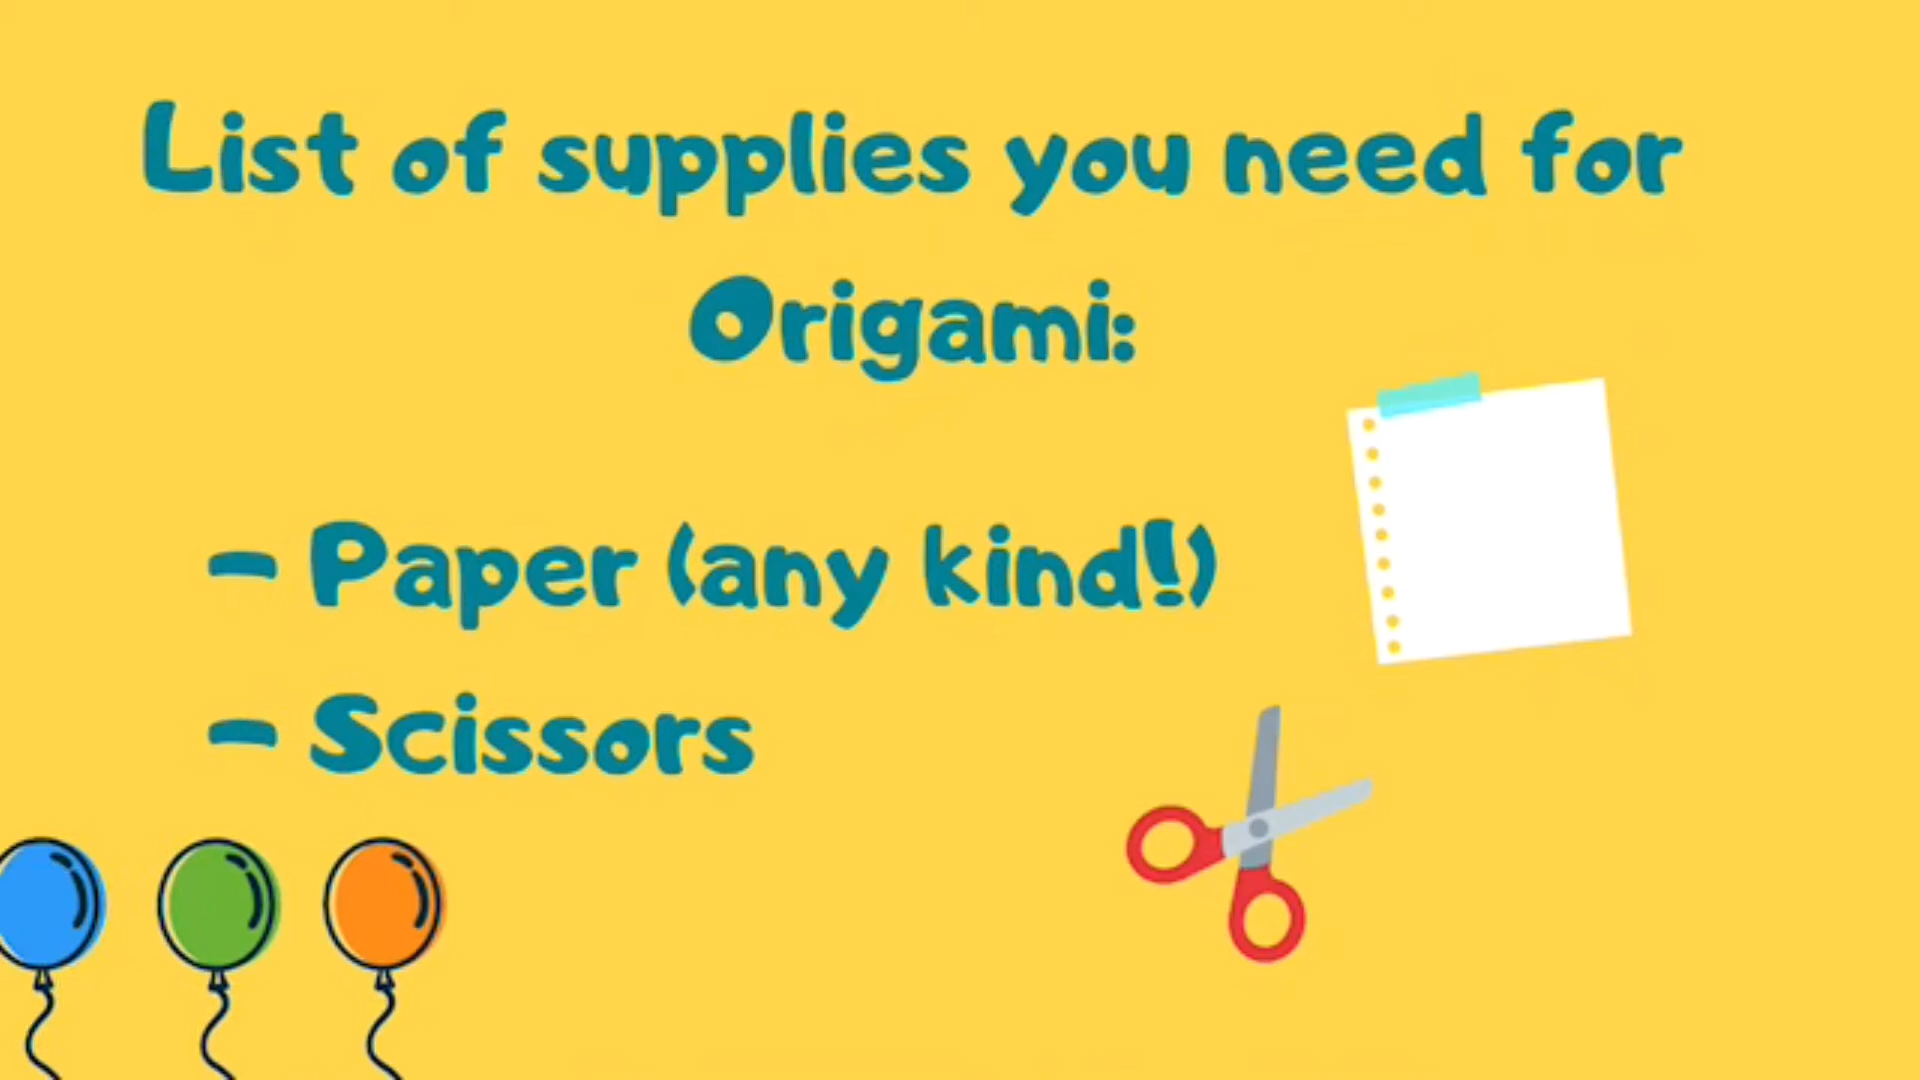 List of supplies you need for
Origami:
- Paper (any kind!)
- Scissors